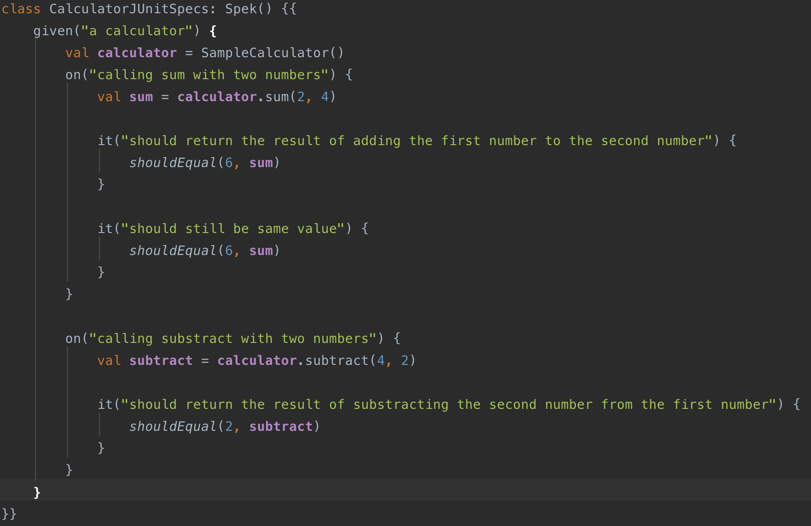 class CalculatorJUnitSpecs: Spek() {{
    given("a calculator") {
        val calculator = SampleCalculator()
        on("calling sum with two numbers") {
            val sum = calculator.sum(2, 4)

            it("should return the result of adding the first number to the second number") {
                shouldEqual(6, sum)
            }

            it("should still be same value") {
                shouldEqual(6, sum)
            }
        }

        on("calling substract with two numbers") {
            val subtract = calculator.subtract(4, 2)

            it("should return the result of substracting the second number from the first number") {
                shouldEqual(2, subtract)
            }
        }
    }
}}